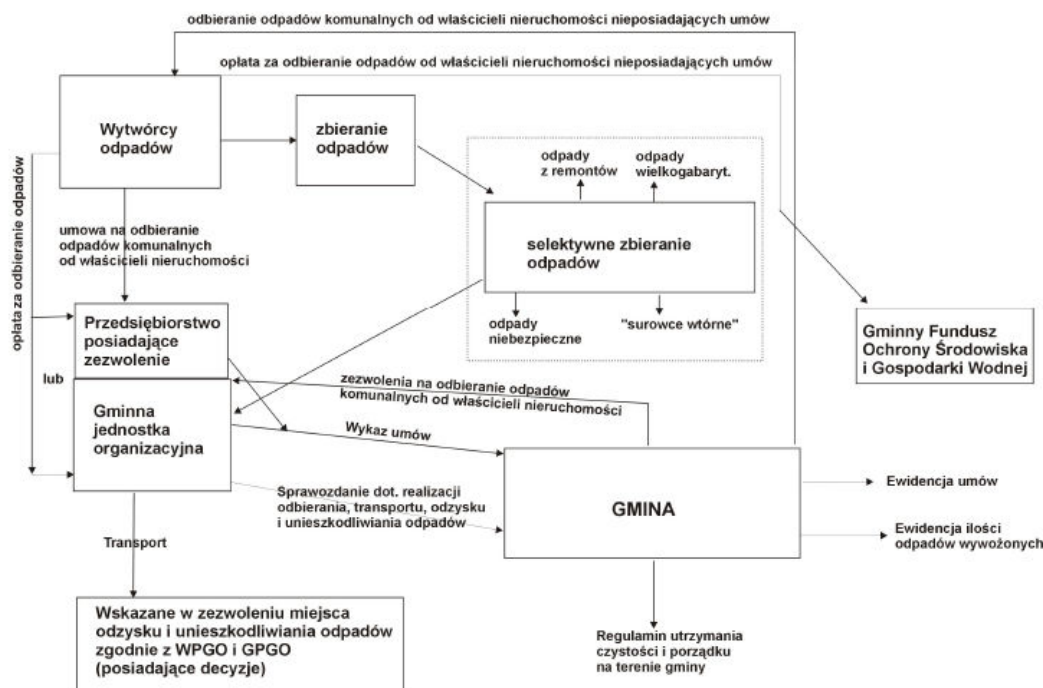 odbieranie odpadów komunalnych od właścicieli nieruchomości nieposiadających umów
opłata za odbieranie odpadów od właścicieli nieruchomości nieposiadających umów
Wytwórcy
odpadów
zbieranie
odpadów
odpady
z remontów
odpady
wielkogabaryt.
selektywne zbieranie
odpadów
odpady
niebezpieczne
"surowce wtórne"
opłata za odbieranie odpadów
umowa na odbieranie
odpadów komunalnych
od właścicieli nieruchomości
Przedsiębiorstwo
posiadające
zezwolenie
lub
Gminna
jednostka
organizacyjna
Gminny Fundusz
Ochrony Środowiska
i Gospodarki Wodnej
zezwolenia na odbieranie odpadów
komunalnych od właścicieli nieruchomości
Wykaz umów
Sprawozdanie dot. realizacji
odbierania, transportu, odzysku
i unieszkodliwiania odpadów
GMINA
Ewidencja umów
Ewidencja ilości
odpadów wywożonych
Transport
Wskazane w zezwoleniu miejsca
odzysku i unieszkodliwiania odpadów
zgodnie z WPGO i GPGO
(posiadające decyzje)
Regulamin utrzymania
czystości i porządku
na terenie gminy